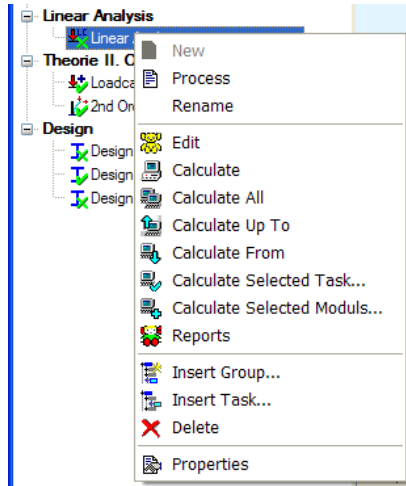 Linear Analysis
Linear
Theorie II. O
Loadca
2nd Or
Design
Design
Design
Design
New
Process
Rename
Edit
Calculate
Calculate All
Calculate Up To
Calculate From
Calculate Selected Task...
Calculate Selected Moduls...
Reports
Insert Group...
Insert Task...
Delete
Properties